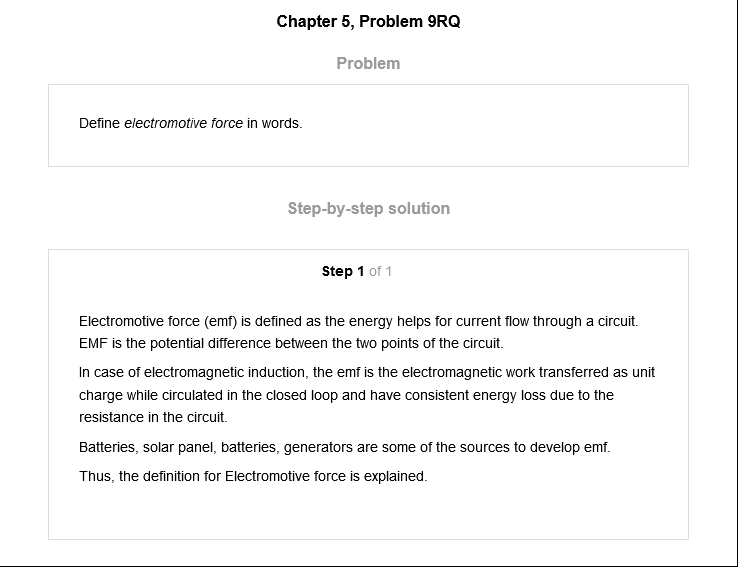 Chapter 5, Problem 9RQ
Problem
Define electromotive force in words.
Step-by-step solution
Step 1 of 1
Electromotive force (emf) is defined as the energy helps for current flow through a circuit.
EMF is the potential difference between the two points of the circuit.
In case of electromagnetic induction, the emf is the electromagnetic work transferred as unit
charge while circulated in the closed loop and have consistent energy loss due to the
resistance in the circuit.
Batteries, solar panel, batteries, generators are some of the sources to develop emf.
Thus, the definition for Electromotive force is explained.